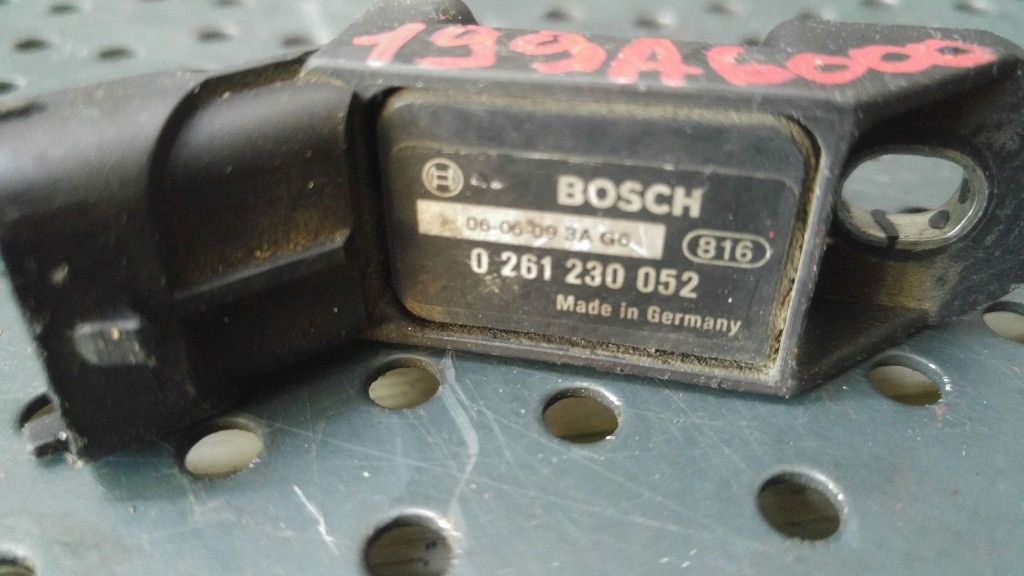 199A6000
BOSCH
06-06-09 3A G6
816
0 261 230 052
Made in Germany